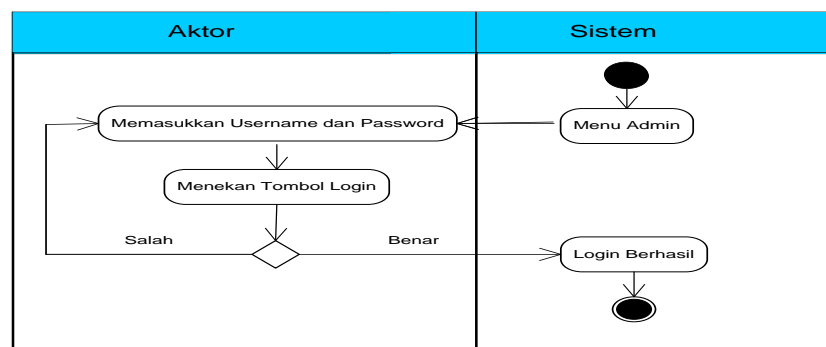 Aktor
Sistem
Memasukkan Username dan Password
Menu Admin
Menekan Tombol Login
Salah
Benar
Login Berhasil